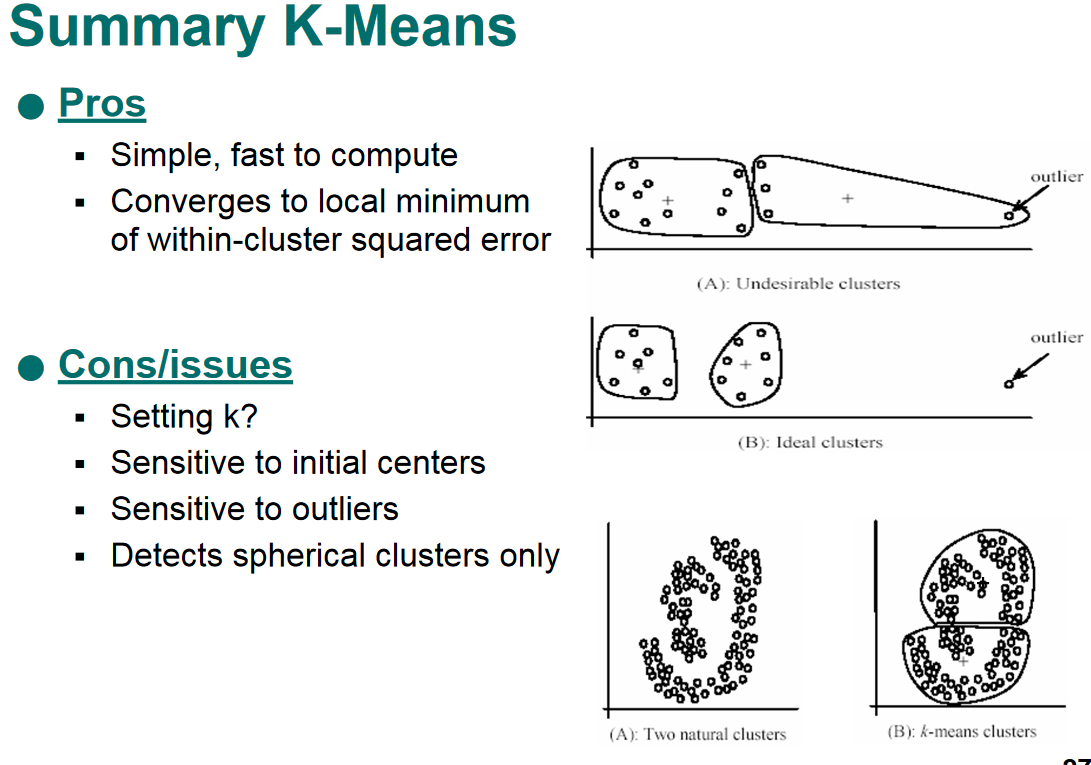 Summary K-Means
Pros
Simple, fast to compute
Converges to local minimum
of within-cluster squared error
Cons/issues
Setting k?
Sensitive to initial centers
Sensitive to outliers
Detects spherical clusters only
outlier
(A): Undesirable clusters
outlier
(B): Ideal clusters
(A): Two natural clusters
(B): k-means clusters